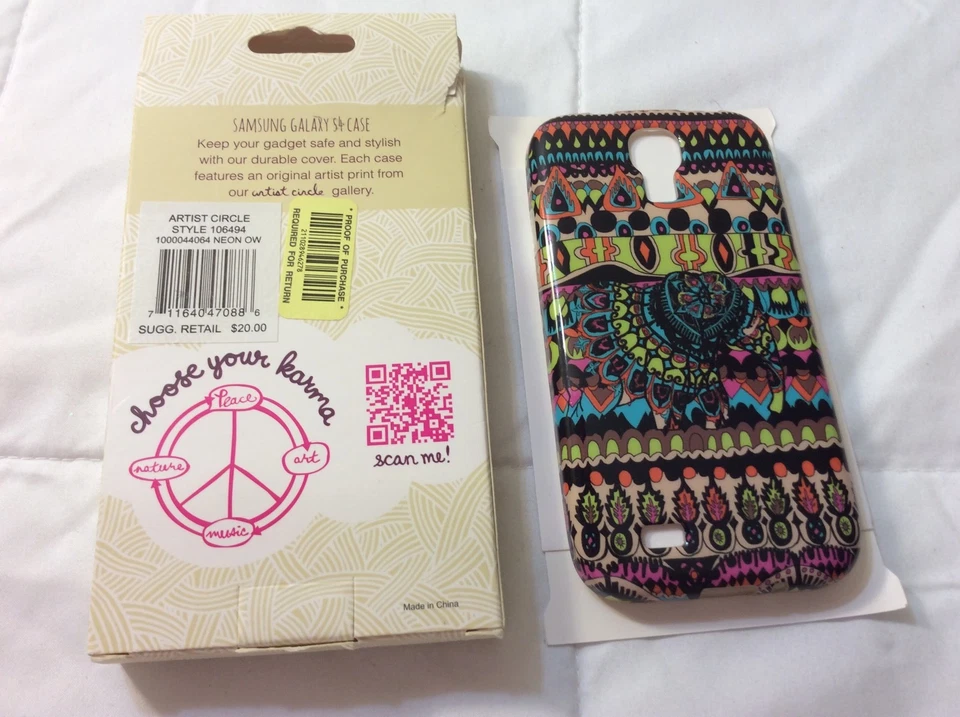 SAMSUNG GALAXY S4 CASE
Keep your gadget safe and stylish
with our durable cover. Each case
features an original artist print from
our artist circle gallery.
ARTIST CIRCLE
STYLE 106494
1000044064 NEON OW
7 11640 47088 6
SUGG. RETAIL $20.00
* PROOF OF PURCHASE *
211028946278
REQUIRED FOR RETURN
choose your karma
Peace
art
music
nature
scan me!
Made in China